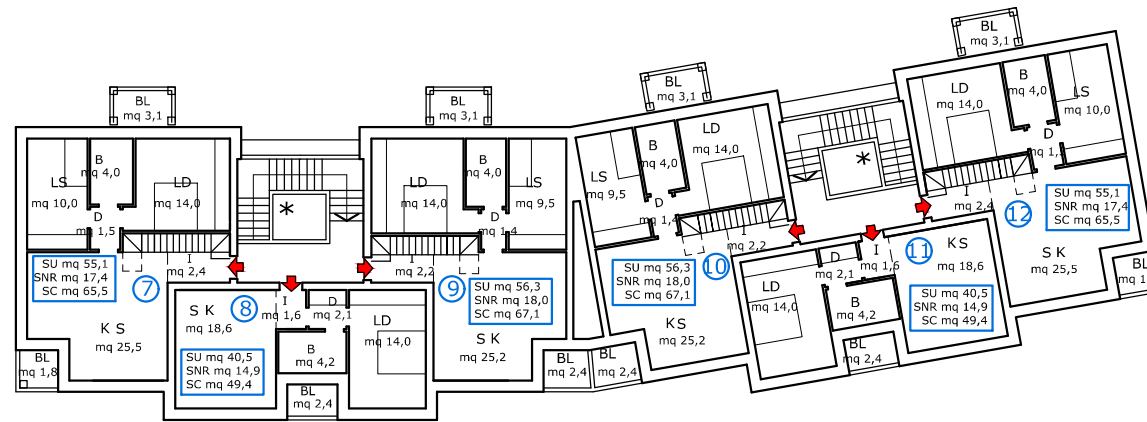 BL
mq 3,1
B
mq 4,0
LS
mq 10,0
LD
mq 14,0
D
mq 1,5
I
mq 2,4
SU mq 55,1
SNR mq 17,4
SC mq 65,5
7
K S
mq 25,5
BL
mq 1,8
*
8
S K
mq 18,6
I
mq 1,6
D
mq 2,1
SU mq 40,5
SNR mq 14,9
SC mq 49,4
B
mq 4,2
LD
mq 14,0
BL
mq 2,4
BL
mq 3,1
LD
mq 14,0
B
mq 4,0
LS
mq 9,5
D
mq 1,4
I
mq 2,2
9
SU mq 56,3
SNR mq 18,0
SC mq 67,1
S K
mq 25,2
BL
mq 2,4
BL
mq 3,1
LS
mq 9,5
B
mq 4,0
LD
mq 14,0
D
mq 1,4
I
mq 2,2
10
SU mq 56,3
SNR mq 18,0
SC mq 67,1
KS
mq 25,2
BL
mq 2,4
*
D
mq 2,1
I
mq 1,6
11
KS
mq 18,6
LD
mq 14,0
B
mq 4,2
SU mq 40,5
SNR mq 14,9
SC mq 49,4
BL
mq 2,4
BL
mq 3,1
LD
mq 14,0
B
mq 4,0
LS
mq 10,0
D
I
mq 2,4
12
SU mq 55,1
SNR mq 17,4
SC mq 65,5
S K
mq 25,5
BL